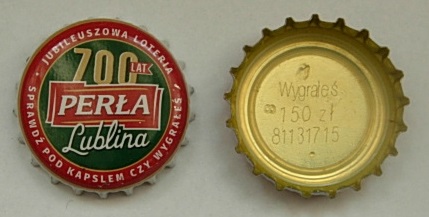 JUBILEUSZOWA LOTERIA
700 LAT
PERŁA
Lublina
SPRAWDŹ POD KAPSLEM CZY WYGRAŁEŚ
Wygrałeś
150 zł
81131715